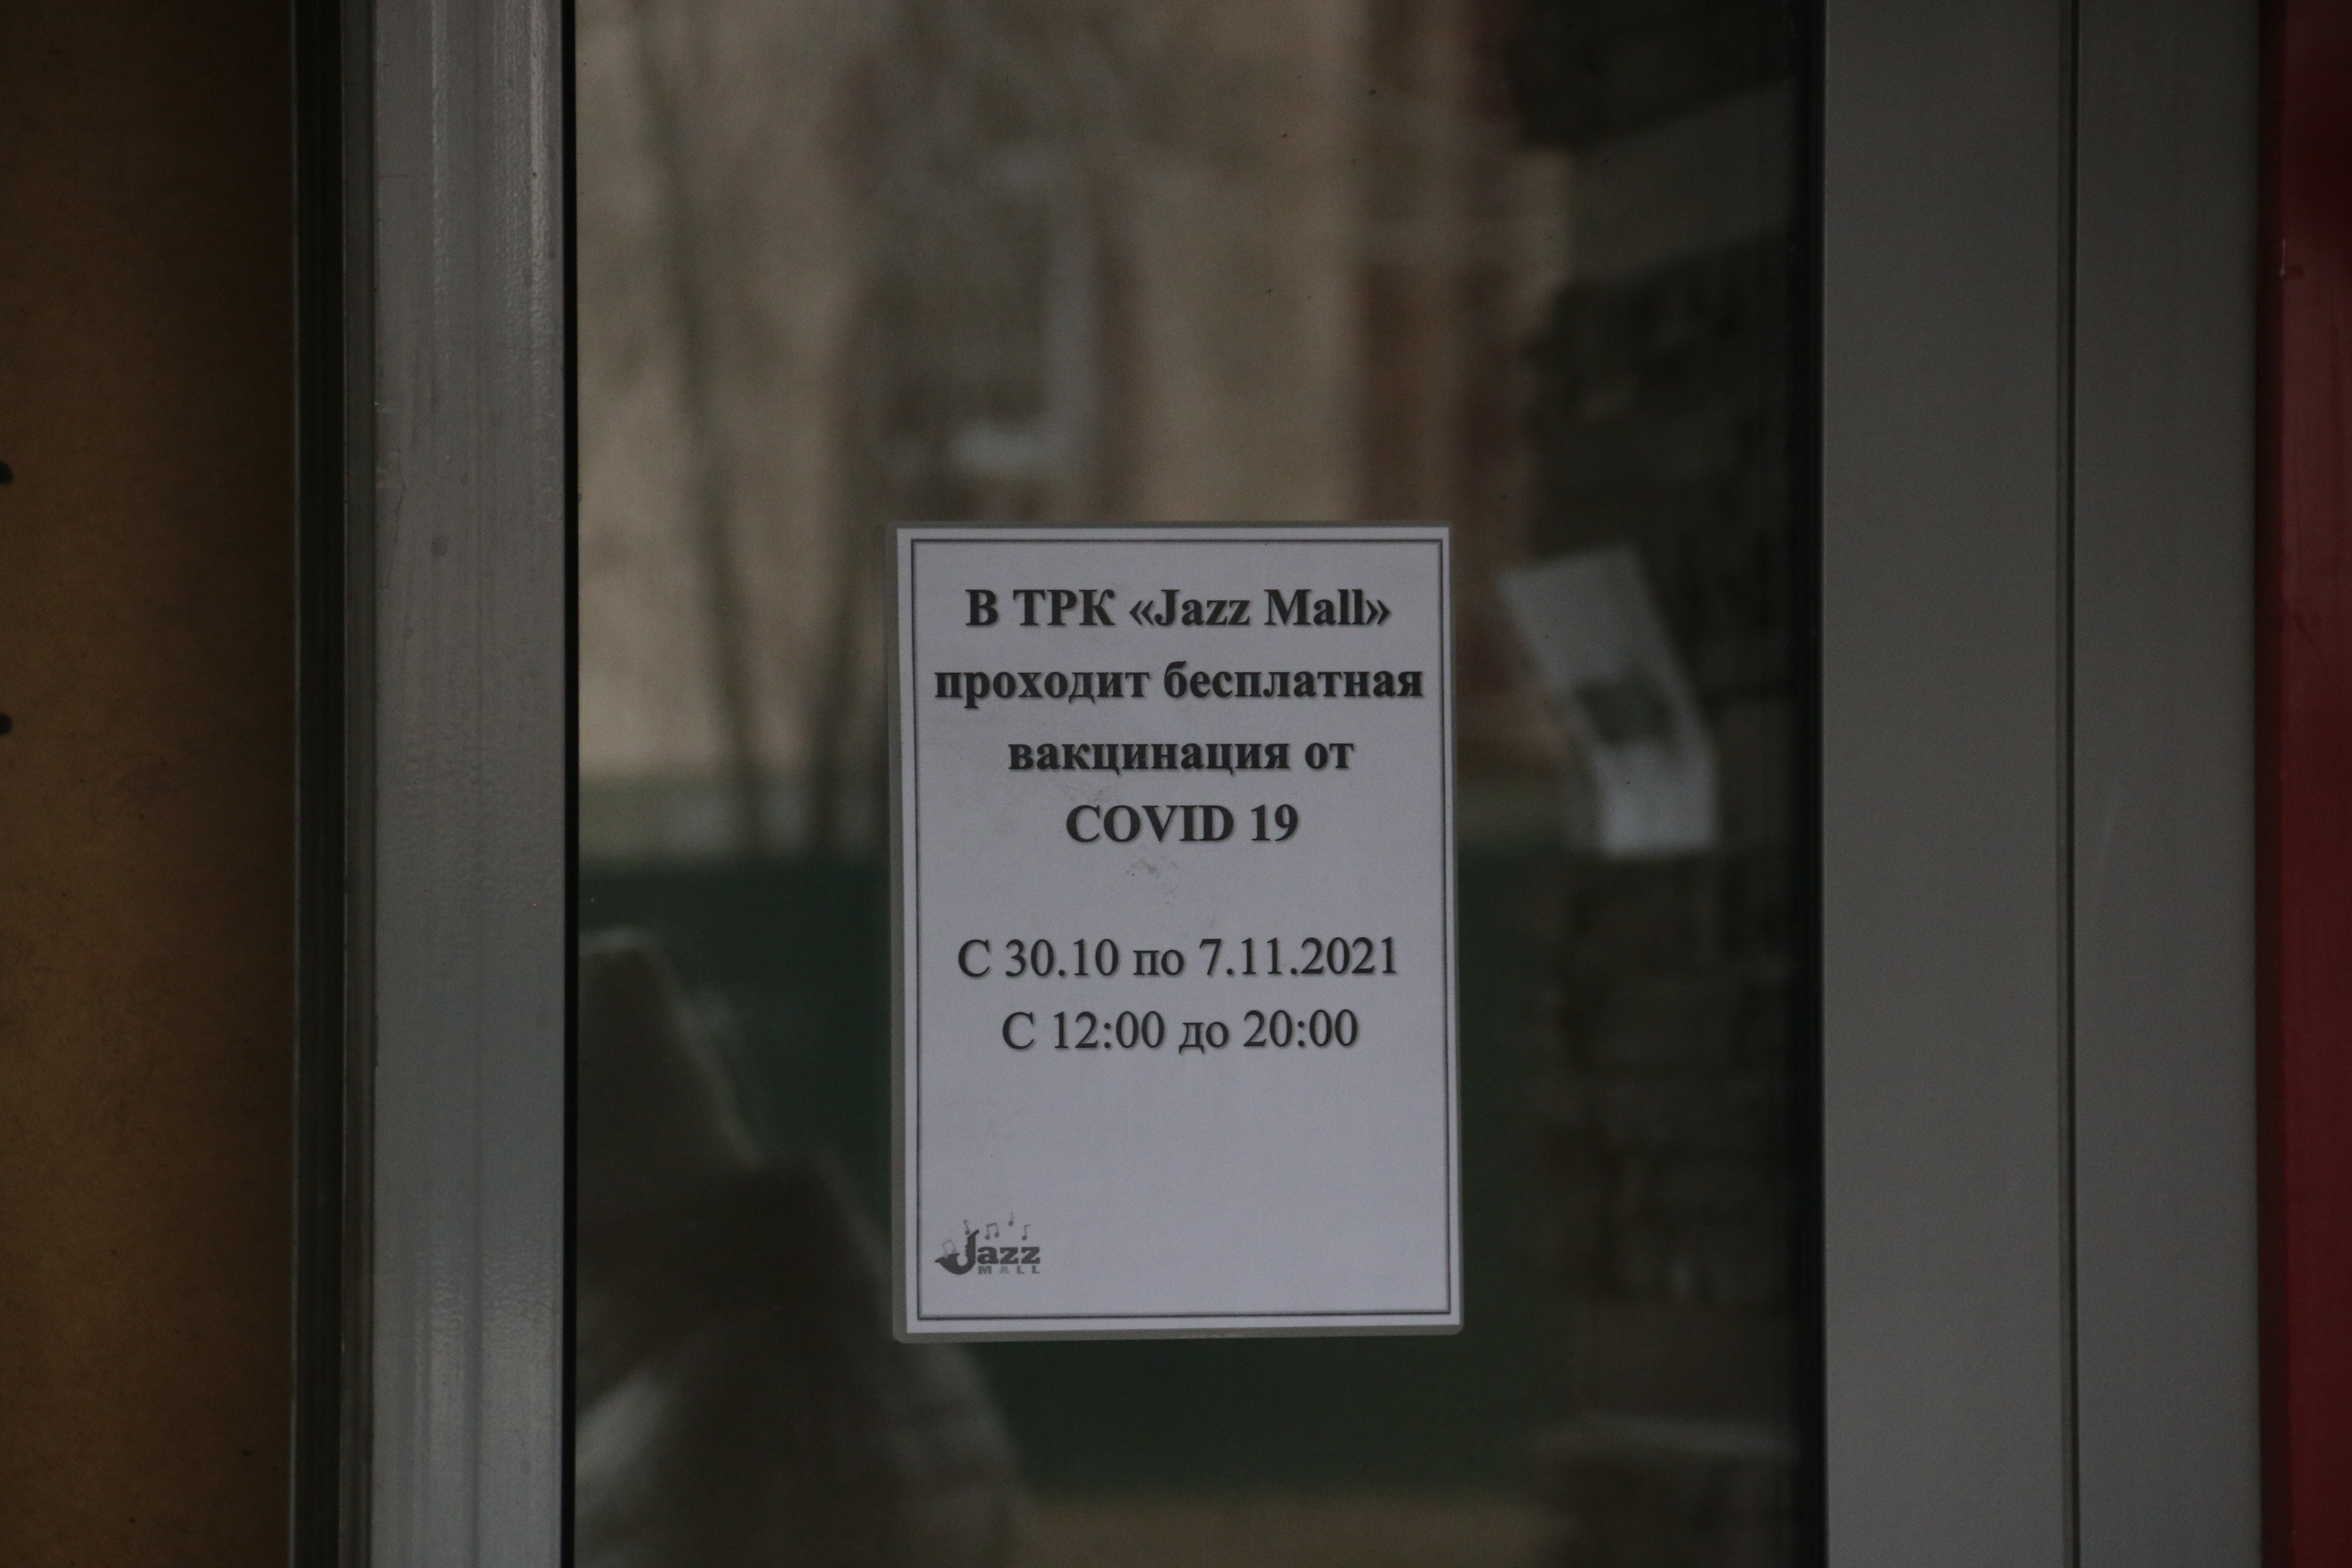 В ТРК «Jazz Mall»
проходит бесплатная
вакцинация от
COVID 19
С 30.10 по 7.11.2021
С 12:00 до 20:00
Jazz
MALL